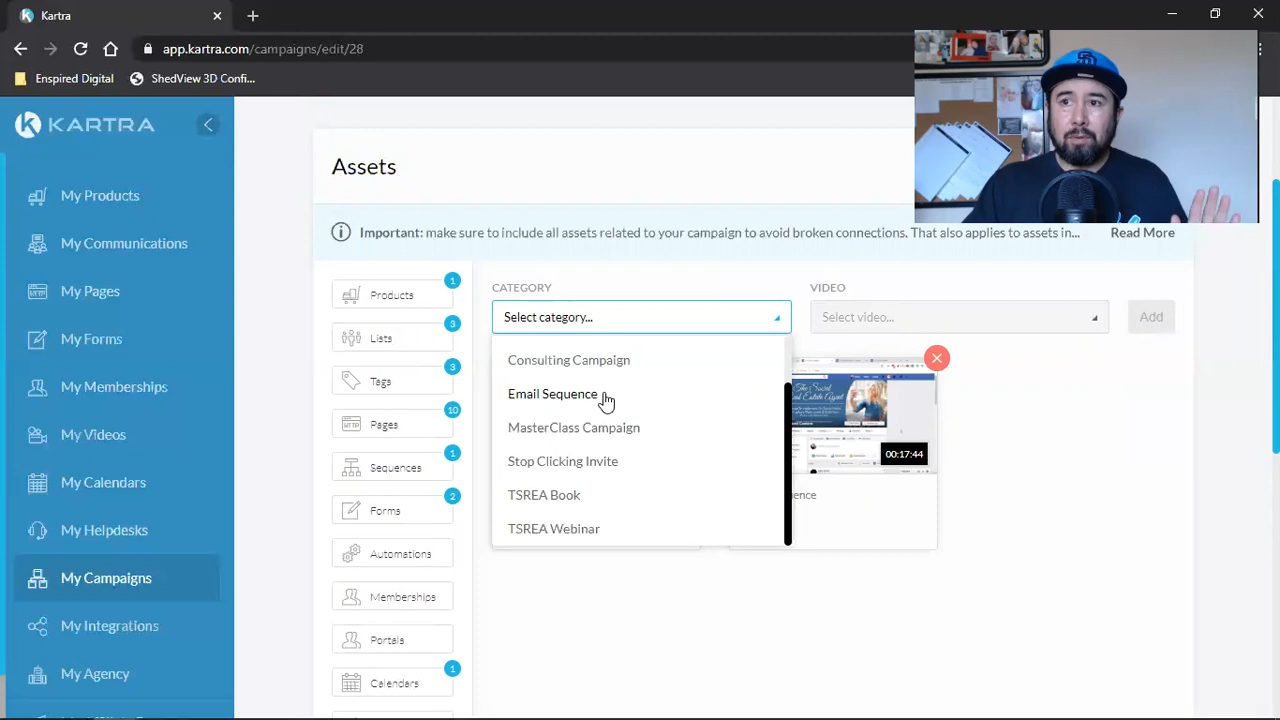 Kartra
app.kartra.com/campaigns/edit/28
Enspired Digital
ShedView 3D Confi...
KARTRA
My Products
My Communications
My Pages
My Forms
My Memberships
My Videos
My Calendars
My Helpdesks
My Campaigns
My Integrations
My Agency
Assets
Important: make sure to include all assets related to your campaign to avoid broken connections. That also applies to assets in...
Read More
Products
1
Lists
3
Tags
3
Pages
10
Sequences
1
Forms
2
Automations
Memberships
Portals
Calendars
1
CATEGORY
Select category...
Consulting Campaign
Email Sequence
MasterClass Campaign
Stop Clicking Invite
TSREA Book
TSREA Webinar
VIDEO
Select video...
Add
The Social
00:17:44